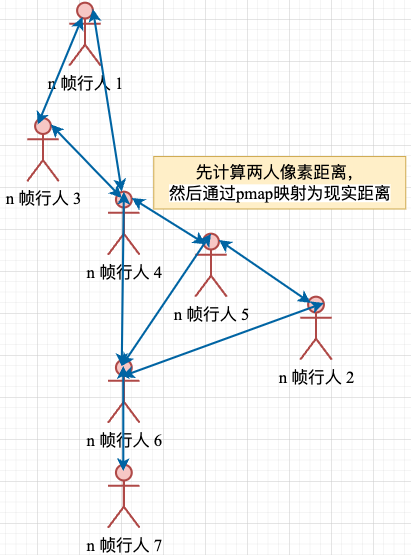 n 帧行人 1
先计算两人像素距离，
然后通过pmap映射为现实距离
n 帧行人 3
n 帧行人 4
n 帧行人 5
n 帧行人 2
n 帧行人 6
n 帧行人 7